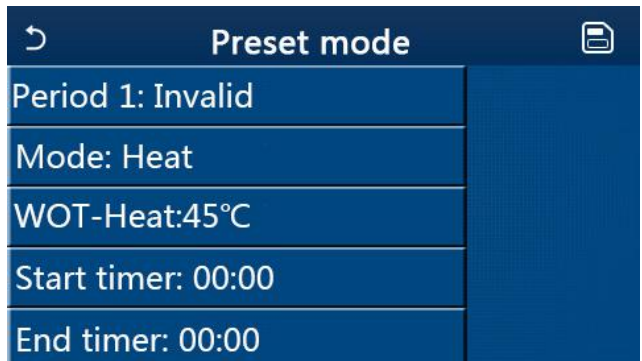 Preset mode
Period 1: Invalid
Mode: Heat
WOT-Heat:45℃
Start timer: 00:00
End timer: 00:00